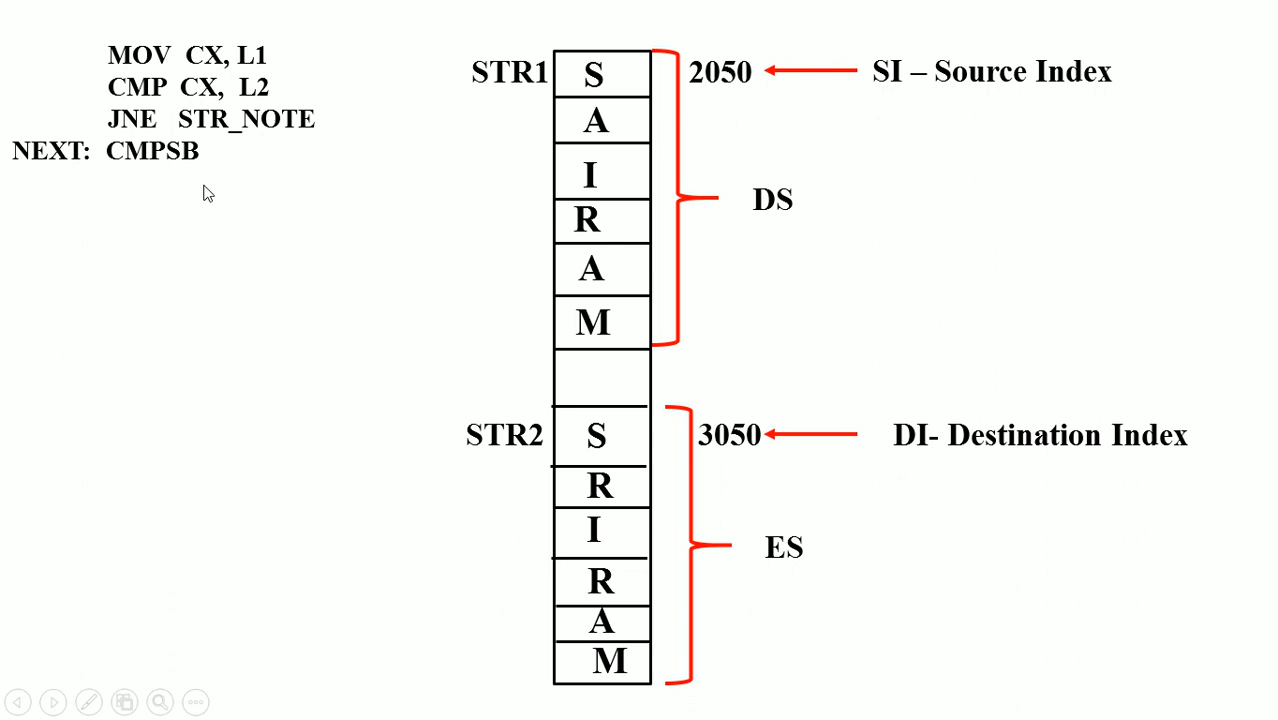 MOV CX, L1
CMP CX, L2
JNE STR_NOTE
NEXT: CMPSB
STR1 S 2050 SI – Source Index
A
I
DS
R
A
M
STR2 S 3050 DI- Destination Index
R
I
ES
R
A
M